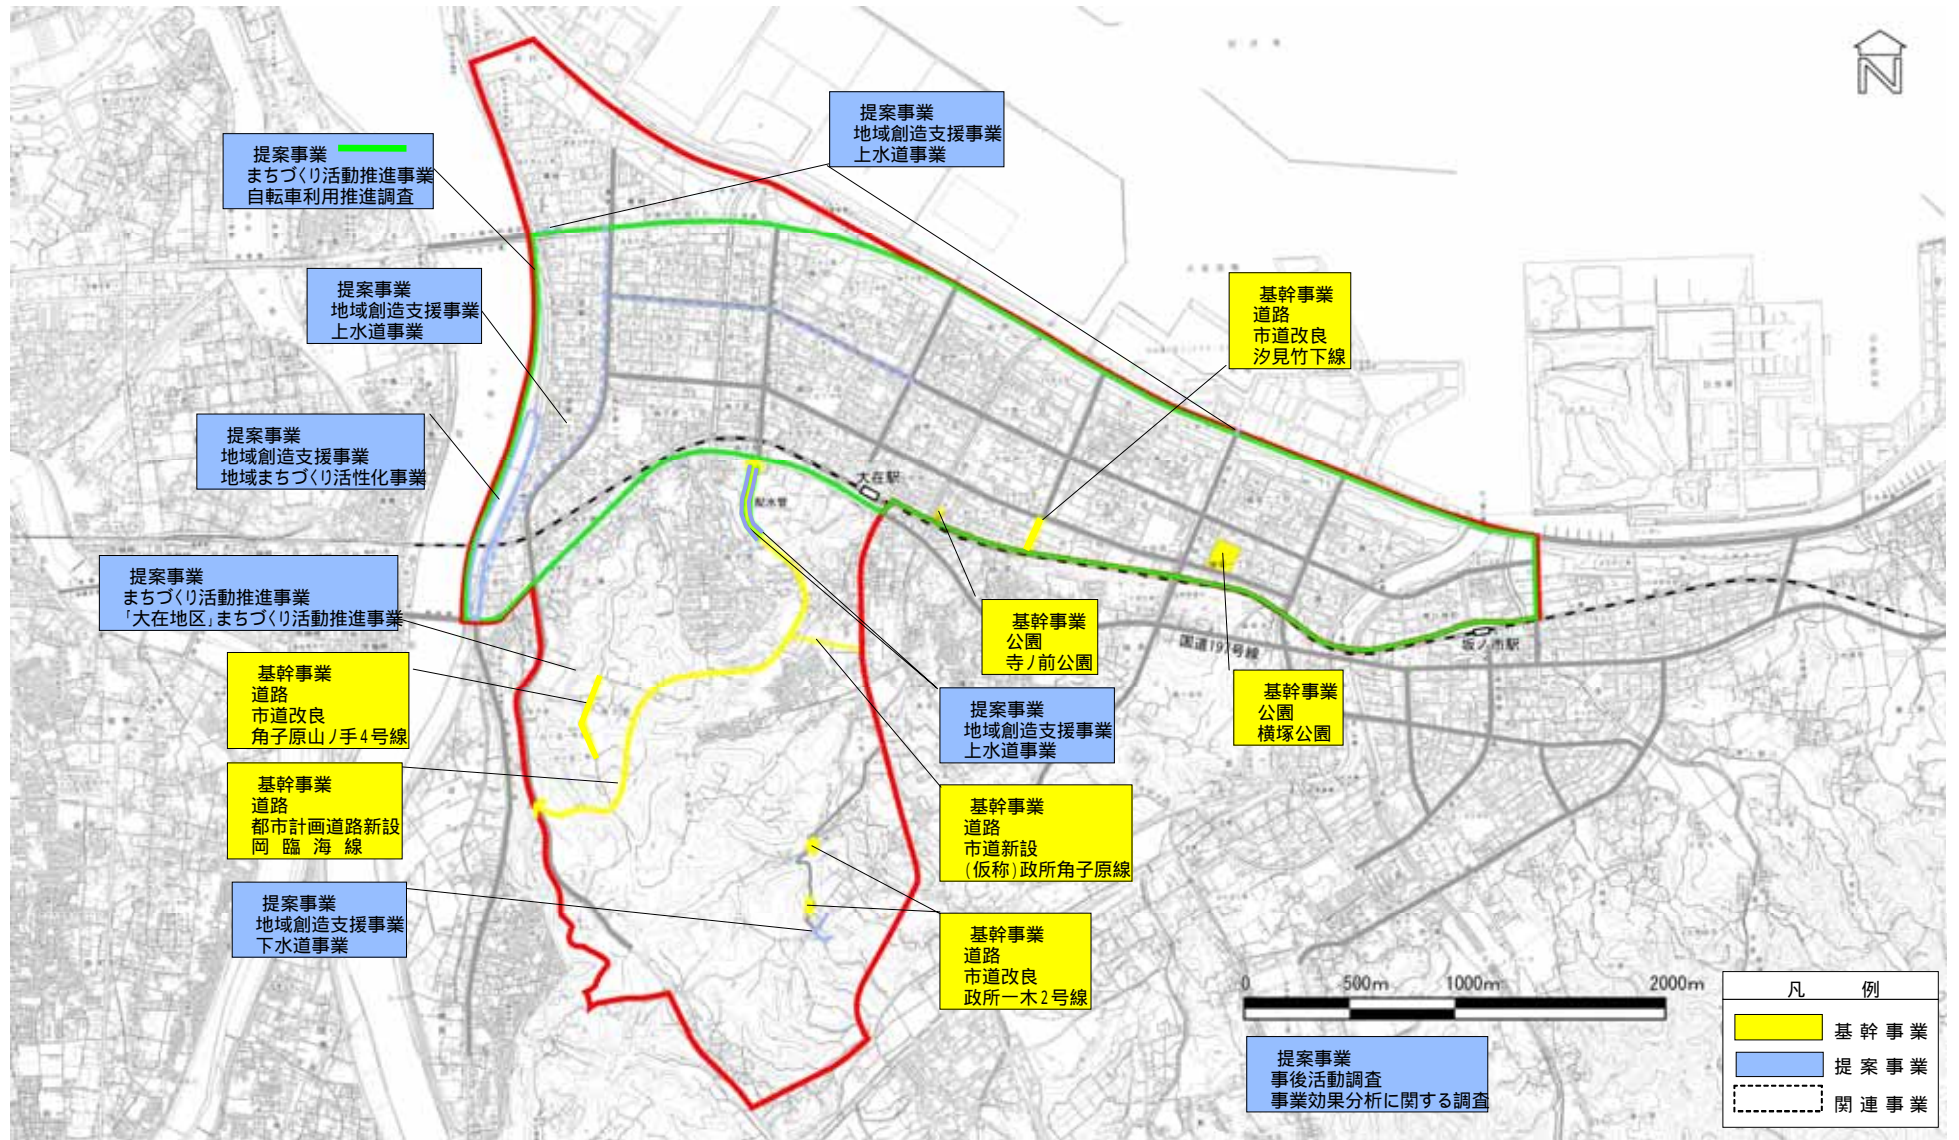 提案事業
地域創造支援事業
上水道事業
提案事業
まちづくり活動推進事業
自転車利用推進調査
提案事業
地域創造支援事業
上水道事業
基幹事業
道路
市道改良
汐見竹下線
提案事業
地域創造支援事業
地域まちづくり活性化事業
大在駅
配水管
提案事業
まちづくり活動推進事業
「大在地区」まちづくり活動推進事業
基幹事業
公園
寺ノ前公園
国道197号線
坂ノ市駅
基幹事業
道路
市道改良
角子原山ノ手4号線
基幹事業
公園
横塚公園
提案事業
地域創造支援事業
上水道事業
基幹事業
道路
都市計画道路新設
岡臨海線
基幹事業
道路
市道新設
(仮称)政所角子原線
提案事業
地域創造支援事業
下水道事業
基幹事業
道路
市道改良
政所一木2号線
0 500m 1000m 2000m
提案事業
事後活動調査
事業効果分析に関する調査
凡例
基幹事業
提案事業
関連事業
N